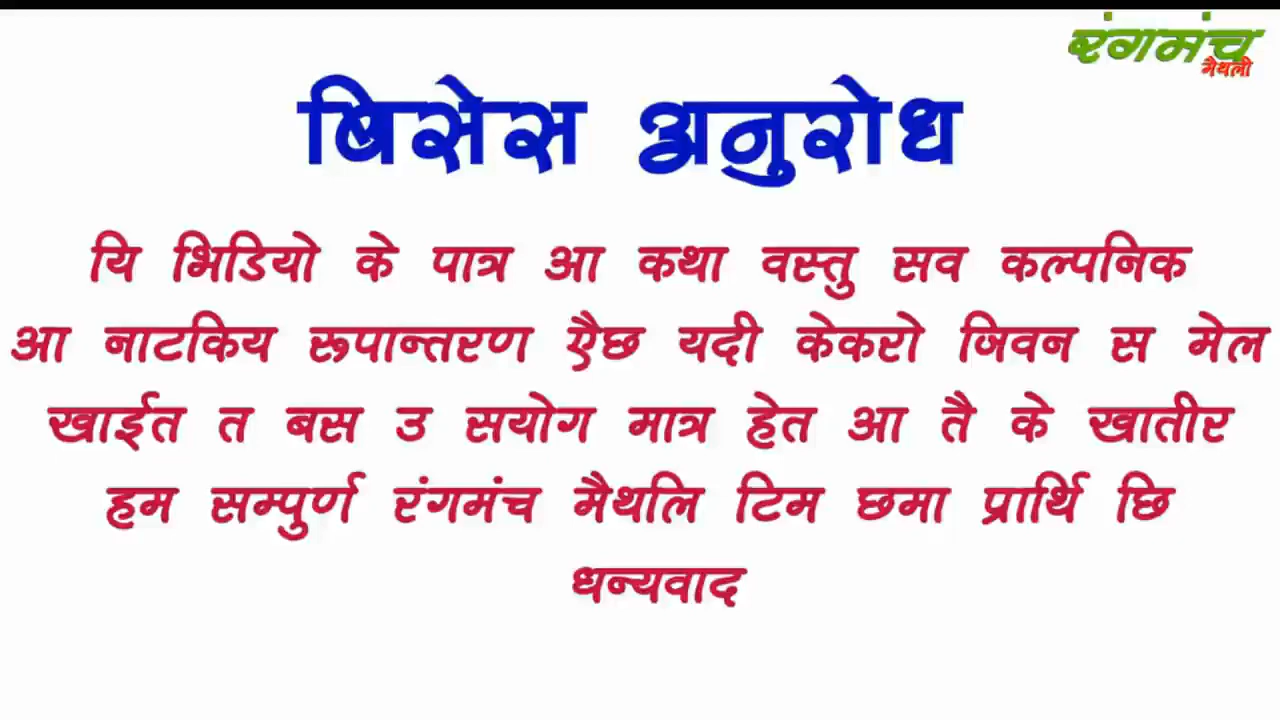 रंगमंच
मैथली
बिसेस अनुरोध
यि भिडियो के पात्र आ कथा वस्तु सव कल्पनिक
आ नाटकिय रूपान्तरण एैछ यदी केकरो जिवन स मेल
खाईत त बस उ सयोग मात्र हेत आ तै के खातीर
हम सम्पुर्ण रंगमंच मैथलि टिम छमा प्रार्थि छि
धन्यवाद